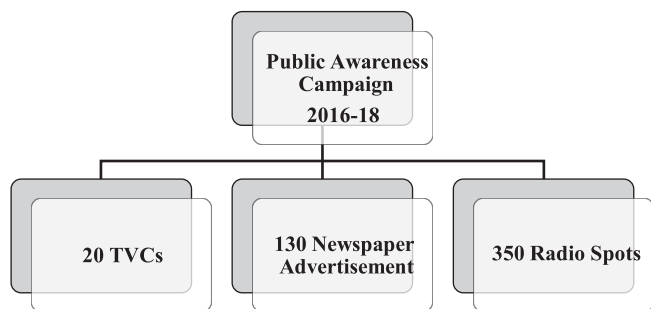 Public Awareness
Campaign
2016-18
20 TVCs
130 Newspaper
Advertisement
350 Radio Spots